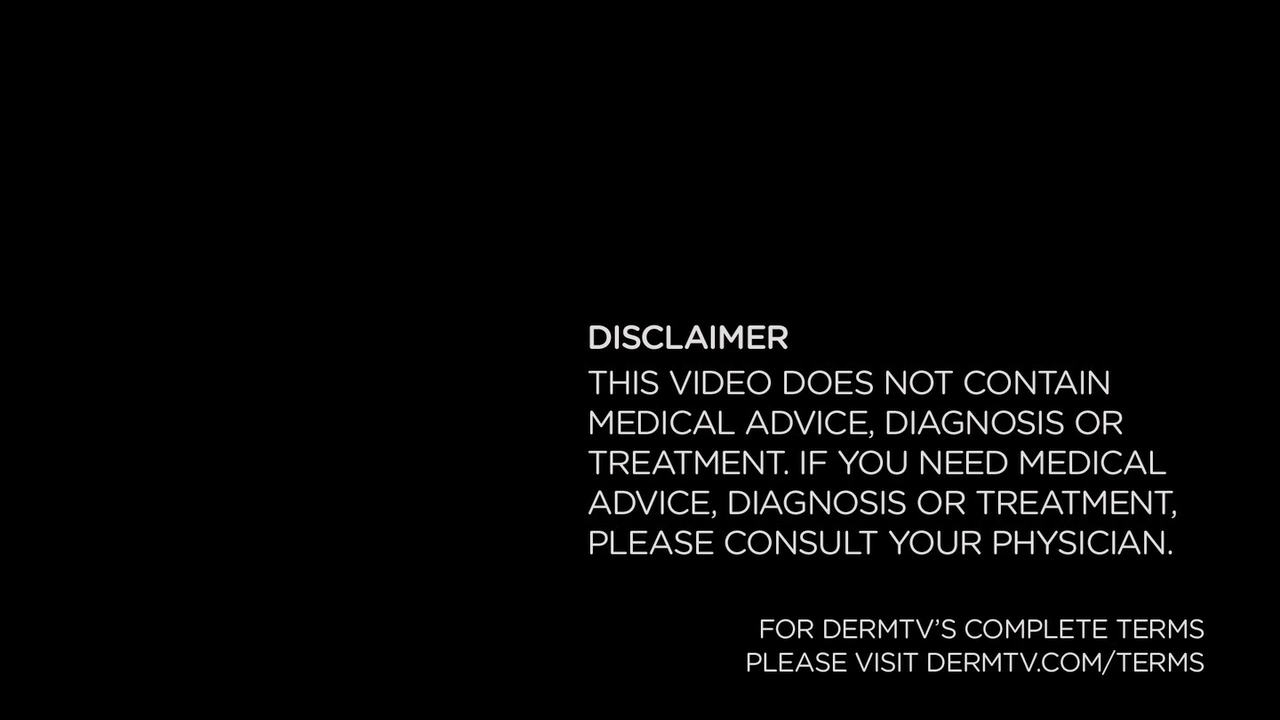 DISCLAIMER
THIS VIDEO DOES NOT CONTAIN
MEDICAL ADVICE, DIAGNOSIS OR
TREATMENT. IF YOU NEED MEDICAL
ADVICE, DIAGNOSIS OR TREATMENT,
PLEASE CONSULT YOUR PHYSICIAN.
FOR DERMTV’S COMPLETE TERMS
PLEASE VISIT DERMTV.COM/TERMS